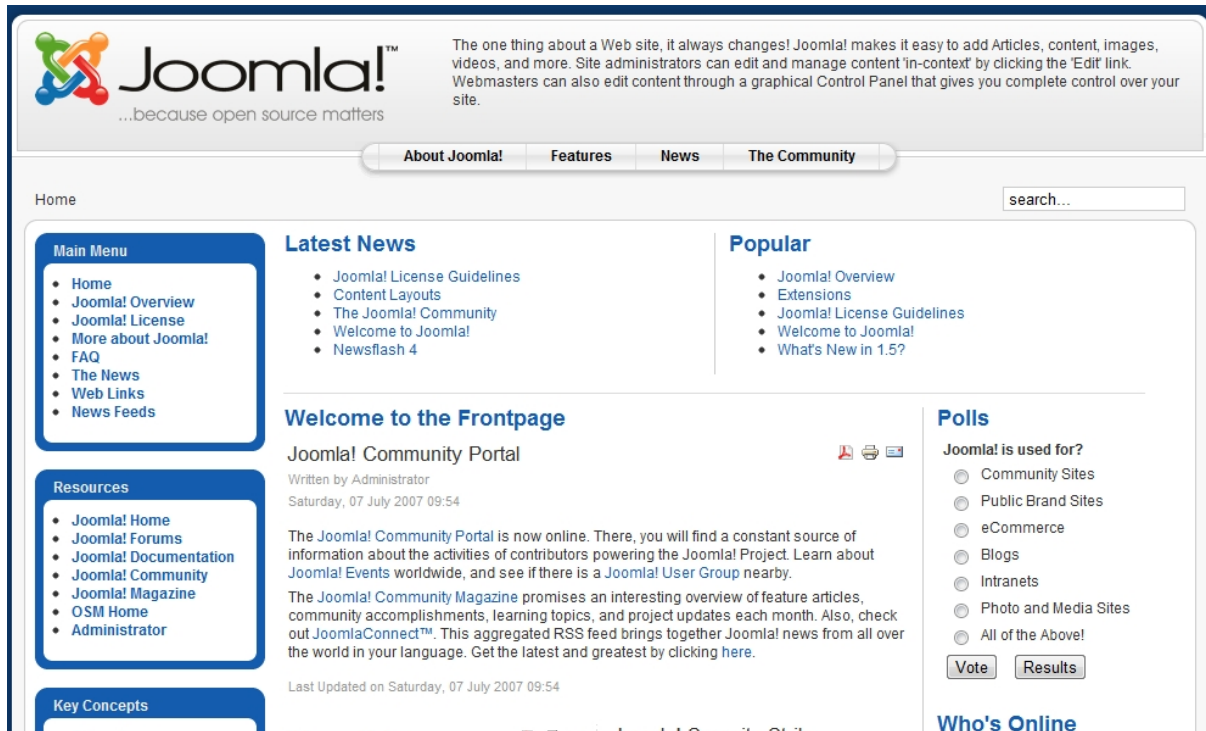 Joomla!™
...because open source matters
The one thing about a Web site, it always changes! Joomla! makes it easy to add Articles, content, images,
videos, and more. Site administrators can edit and manage content 'in-context' by clicking the 'Edit' link.
Webmasters can also edit content through a graphical Control Panel that gives you complete control over your
site.
About Joomla! Features News The Community
Home
search...
Main Menu
Home
Joomla! Overview
Joomla! License
More about Joomla!
FAQ
The News
Web Links
News Feeds
Resources
Joomla! Home
Joomla! Forums
Joomla! Documentation
Joomla! Community
Joomla! Magazine
OSM Home
Administrator
Key Concepts
Latest News
Joomla! License Guidelines
Content Layouts
The Joomla! Community
Welcome to Joomla!
Newsflash 4
Popular
Joomla! Overview
Extensions
Joomla! License Guidelines
Welcome to Joomla!
What's New in 1.5?
Welcome to the Frontpage
Joomla! Community Portal
Written by Administrator
Saturday, 07 July 2007 09:54
The Joomla! Community Portal is now online. There, you will find a constant source of
information about the activities of contributors powering the Joomla! Project. Learn about
Joomla! Events worldwide, and see if there is a Joomla! User Group nearby.
The Joomla! Community Magazine promises an interesting overview of feature articles,
community accomplishments, learning topics, and project updates each month. Also, check
out JoomlaConnect™. This aggregated RSS feed brings together Joomla! news from all over
the world in your language. Get the latest and greatest by clicking here.
Last Updated on Saturday, 07 July 2007 09:54
Polls
Joomla! is used for?
Community Sites
Public Brand Sites
eCommerce
Blogs
Intranets
Photo and Media Sites
All of the Above!
Vote Results
Who's Online